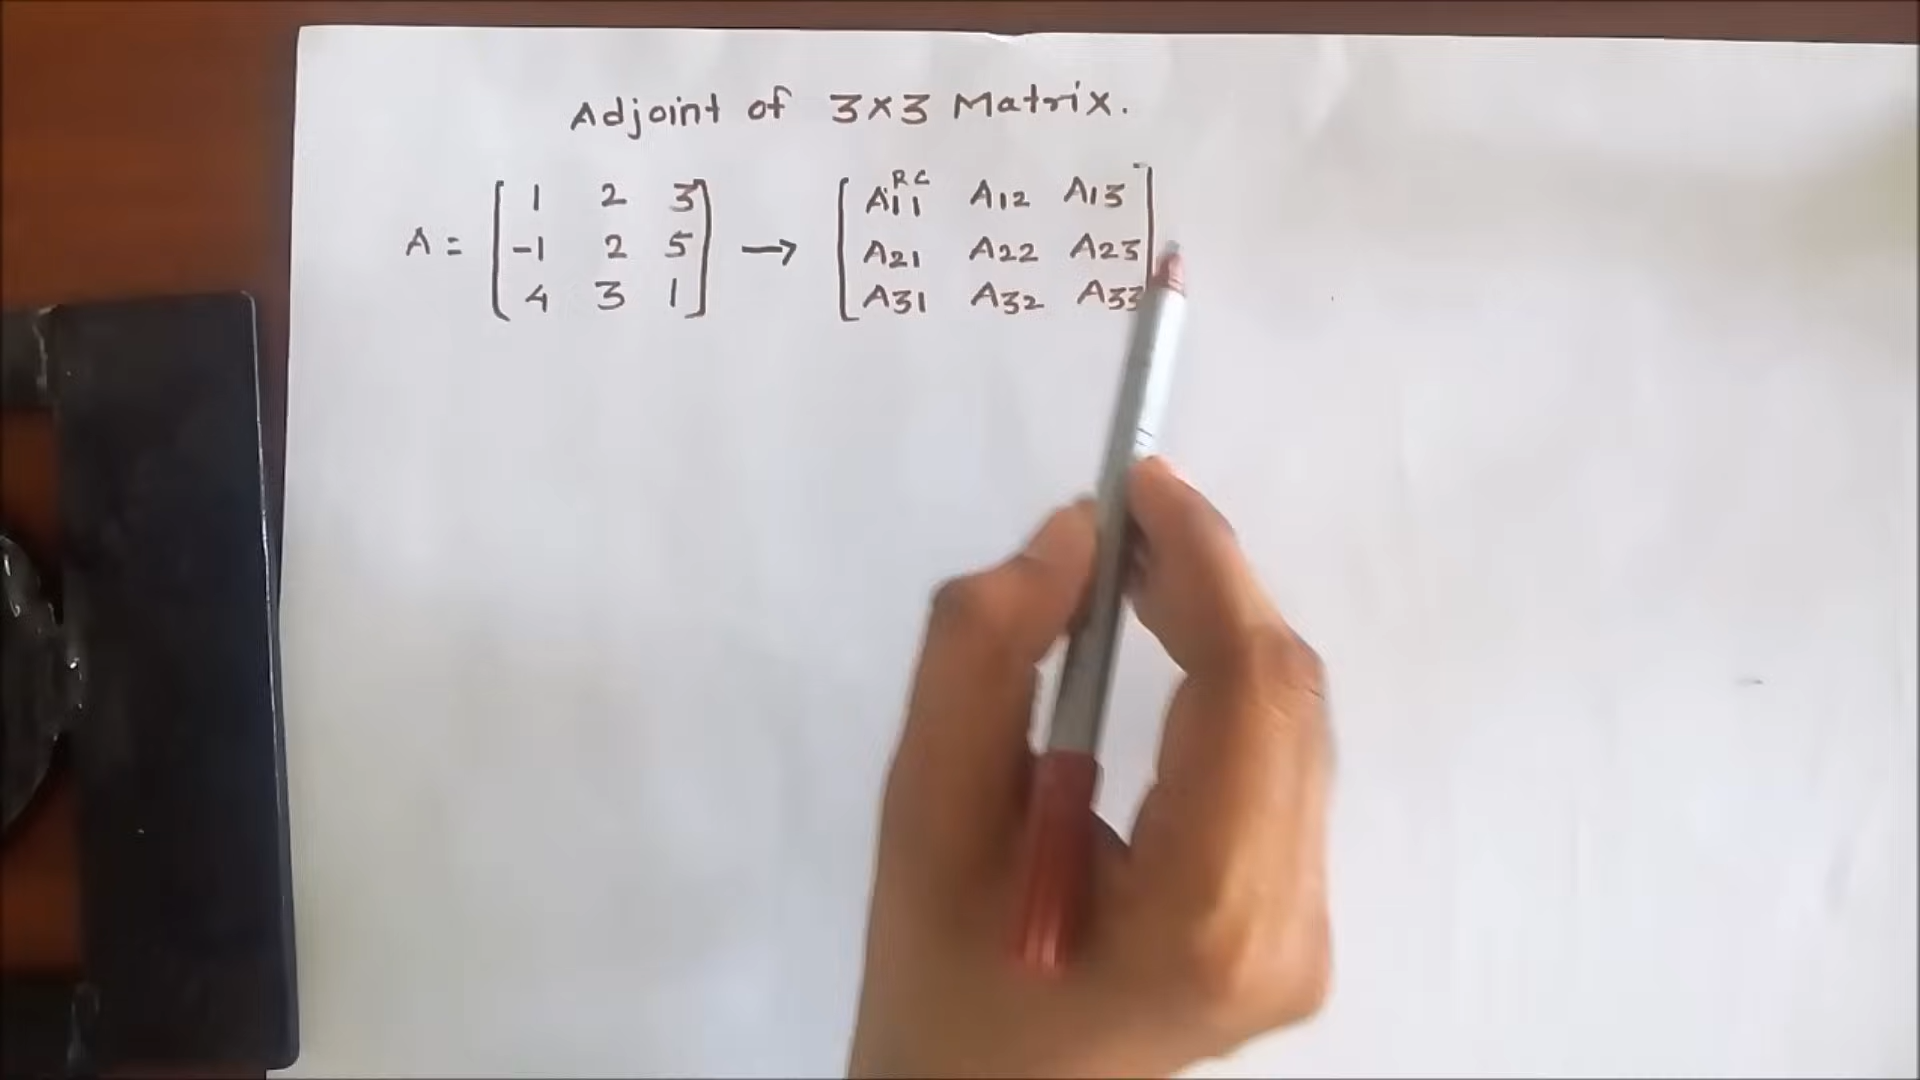 Adjoint of 3×3 Matrix.
A = [ 1 2 3 ] → [ A11 RC A12 A13 ]
[ -1 2 5 ] [ A21 A22 A23 ]
[ 4 3 1 ] [ A31 A32 A33 ]